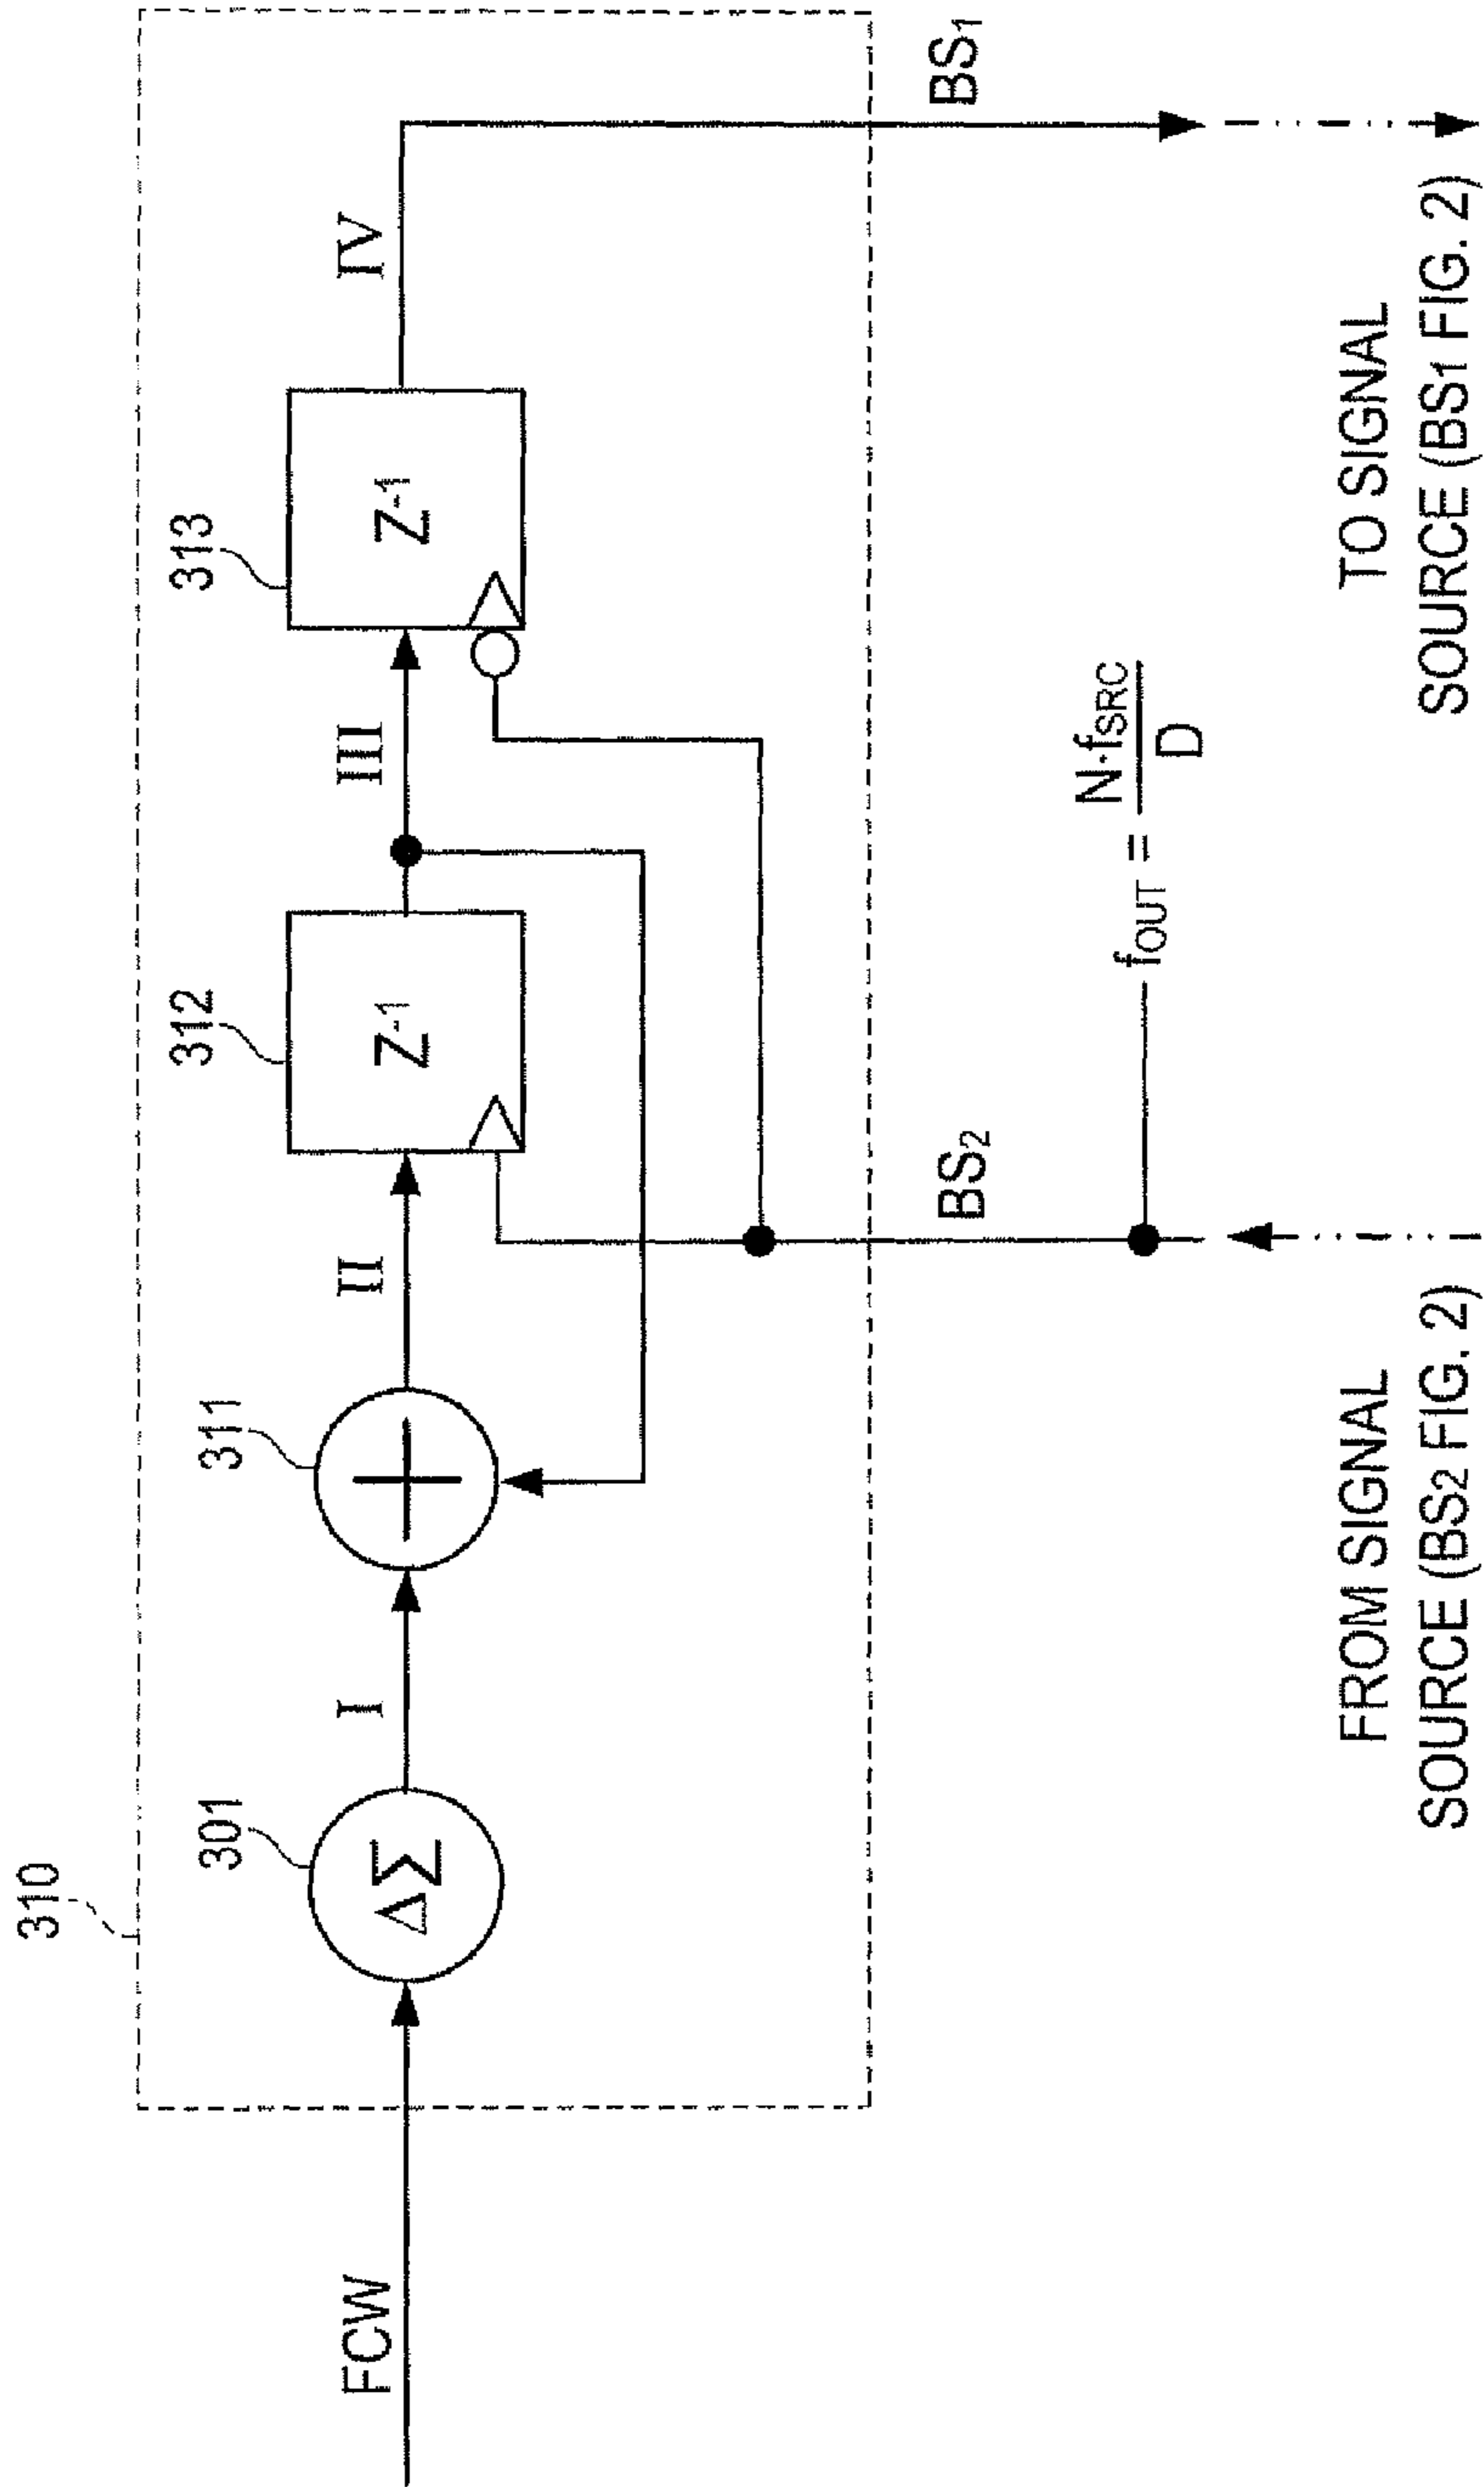 310
301
311
312
313
FCW
ΔΣ
I
+
II
Z-1
III
Z-1
IV
BS2
BS1
fOUT = N·fSRC / D
FROM SIGNAL
SOURCE (BS2 FIG. 2)
TO SIGNAL
SOURCE (BS1 FIG. 2)